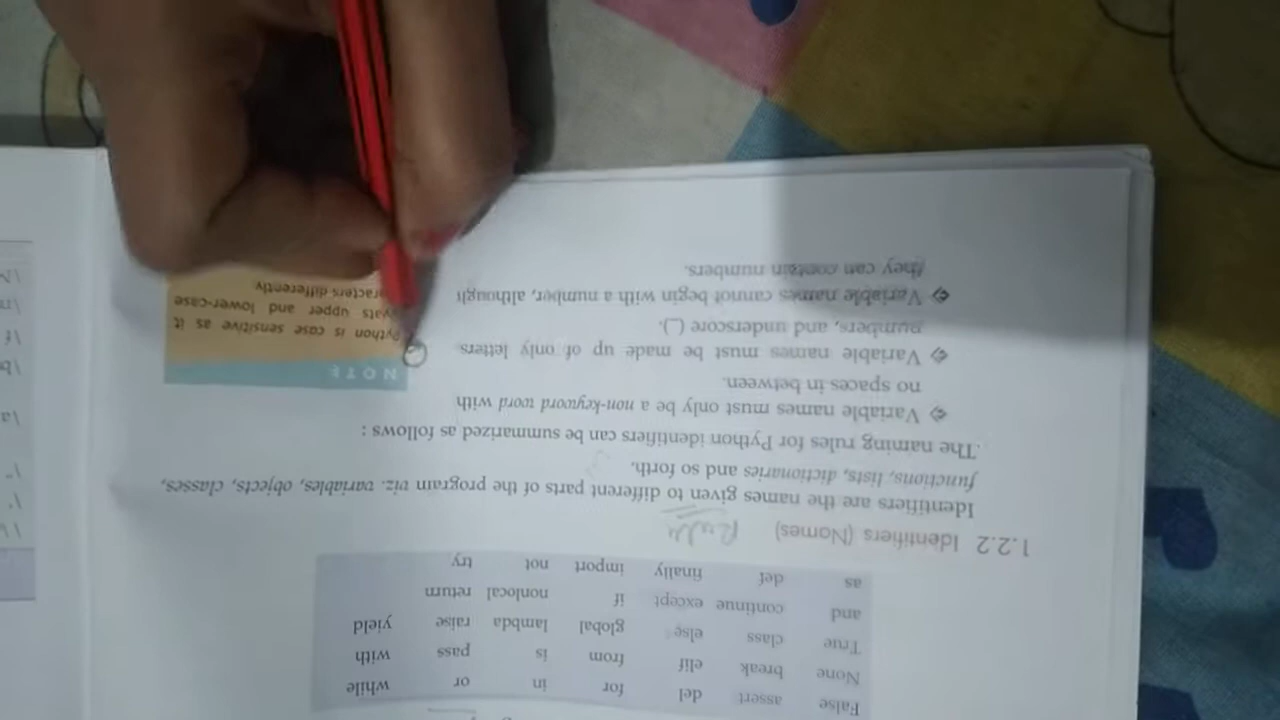 False assert del for in or while
None break elif from is pass with
True class else global lambda raise yield
and continue except if nonlocal return
as def finally import not try
1.2.2 Identifiers (Names)
Identifiers are the names given to different parts of the program viz. variables, objects, classes,
functions, lists, dictionaries and so forth.
The naming rules for Python identifiers can be summarized as follows :
Variable names must only be a non-keyword word with
no spaces in between.
Variable names must be made up of only letters
numbers, and underscore (_).
Variable names cannot begin with a number, although
they can contain numbers.
NOTE
Python is case sensitive as it
upper and lower-case
differently